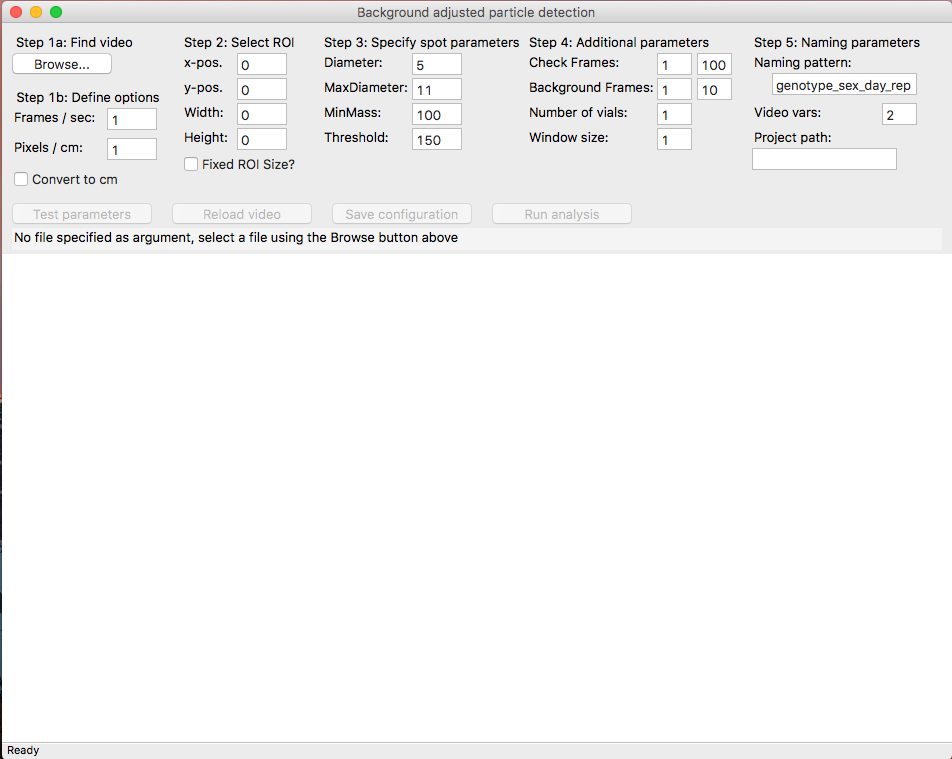 Background adjusted particle detection
Step 1a: Find video
Browse...
Step 1b: Define options
Frames / sec: 1
Pixels / cm: 1
Convert to cm
Step 2: Select ROI
x-pos. 0
y-pos. 0
Width: 0
Height: 0
Fixed ROI Size?
Step 3: Specify spot parameters
Diameter: 5
MaxDiameter: 11
MinMass: 100
Threshold: 150
Step 4: Additional parameters
Check Frames: 1 100
Background Frames: 1 10
Number of vials: 1
Window size: 1
Step 5: Naming parameters
Naming pattern:
genotype_sex_day_rep
Video vars: 2
Project path:
Test parameters
Reload video
Save configuration
Run analysis
No file specified as argument, select a file using the Browse button above
Ready